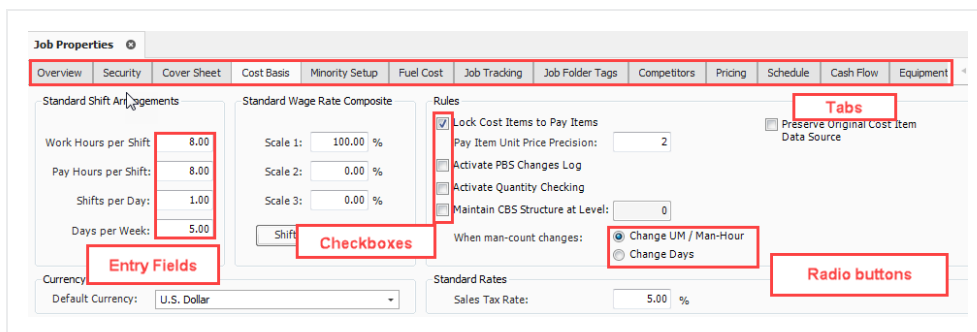 Job Properties
Overview Security Cover Sheet Cost Basis Minority Setup Fuel Cost Job Tracking Job Folder Tags Competitors Pricing Schedule Cash Flow Equipment
Standard Shift Arrangements Standard Wage Rate Composite Rules Tabs
Lock Cost Items to Pay Items Preserve Original Cost Item
Data Source
Work Hours per Shift 8.00 Scale 1: 100.00 % Pay Item Unit Price Precision: 2
Pay Hours per Shift: 8.00 Scale 2: 0.00 % Activate PBS Changes Log
Activate Quantity Checking
Shifts per Day: 1.00 Scale 3: 0.00 % Maintain CBS Structure at Level: 0
Days per Week: 5.00 Shift Checkboxes When man-count changes: Change UM / Man-Hour
Change Days
Entry Fields Radio buttons
Currency Standard Rates
Default Currency: U.S. Dollar Sales Tax Rate: 5.00 %